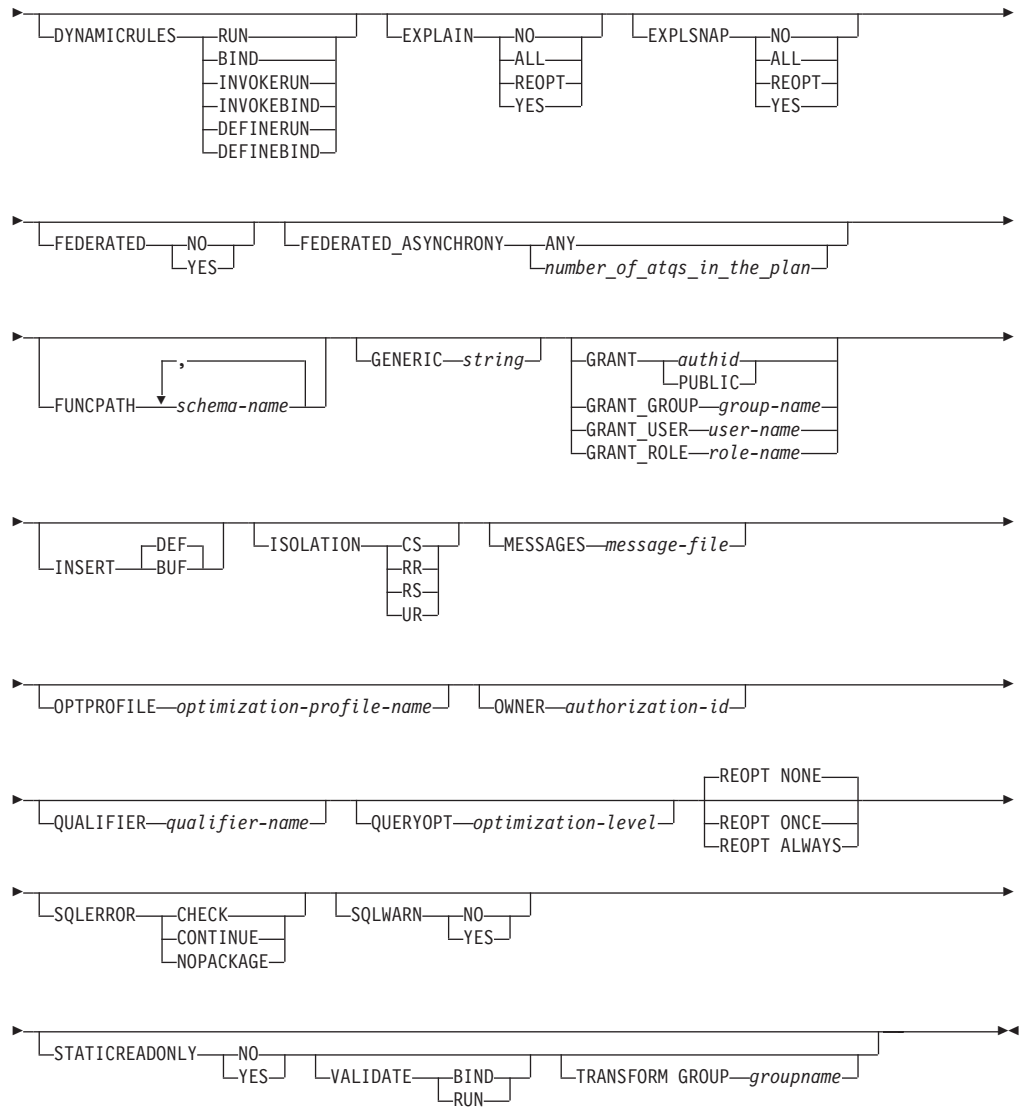 DYNAMICRULES RUN EXPLAIN NO EXPLSNAP NO
BIND ALL ALL
INVOKERUN REOPT REOPT
INVOKEBIND YES YES
DEFINERUN
DEFINEBIND
FEDERATED NO FEDERATED_ASYNCHRONY ANY
YES number_of_atqs_in_the_plan
,
FUNCPATH schema-name
GENERIC string
GRANT authid
PUBLIC
GRANT_GROUP group-name
GRANT_USER user-name
GRANT_ROLE role-name
DEF
INSERT BUF
ISOLATION CS
RR
RS
UR
MESSAGES message-file
OPTPROFILE optimization-profile-name OWNER authorization-id
REOPT NONE
QUALIFIER qualifier-name QUERYOPT optimization-level
REOPT ONCE
REOPT ALWAYS
SQLERROR CHECK SQLWARN NO
CONTINUE YES
NOPACKAGE
STATICREADONLY NO
YES
VALIDATE BIND
RUN
TRANSFORM GROUP groupname